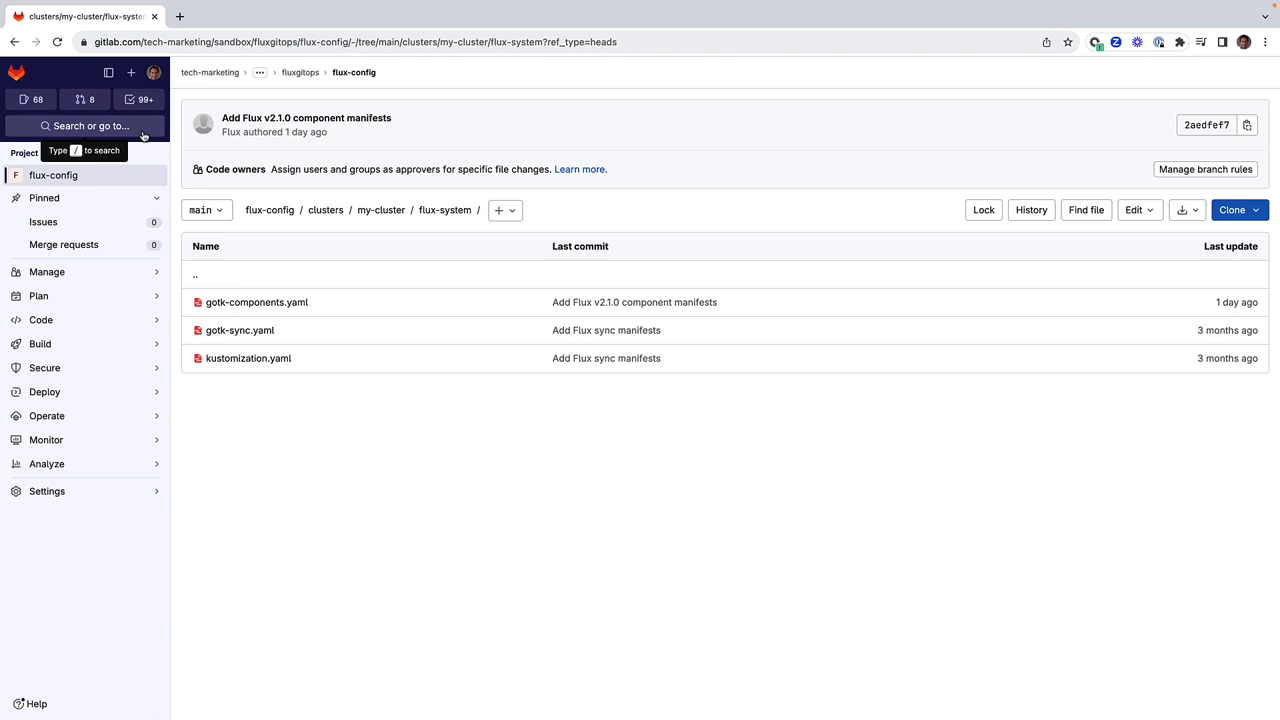 clusters/my-cluster/flux-syste
gitlab.com/tech-marketing/sandbox/fluxgitops/flux-config/-/tree/main/clusters/my-cluster/flux-system?ref_type=heads
68
8
99+
Search or go to...
Type / to search
Project
F flux-config
Pinned
Issues 0
Merge requests 0
Manage
Plan
Code
Build
Secure
Deploy
Operate
Monitor
Analyze
Settings
Help
tech-marketing › ••• › fluxgitops › flux-config
Add Flux v2.1.0 component manifests
Flux authored 1 day ago
2aedfef7
Code owners Assign users and groups as approvers for specific file changes. Learn more.
Manage branch rules
main
flux-config / clusters / my-cluster / flux-system /
+
Lock
History
Find file
Edit
Clone
Name Last commit Last update
..
gotk-components.yaml Add Flux v2.1.0 component manifests 1 day ago
gotk-sync.yaml Add Flux sync manifests 3 months ago
kustomization.yaml Add Flux sync manifests 3 months ago